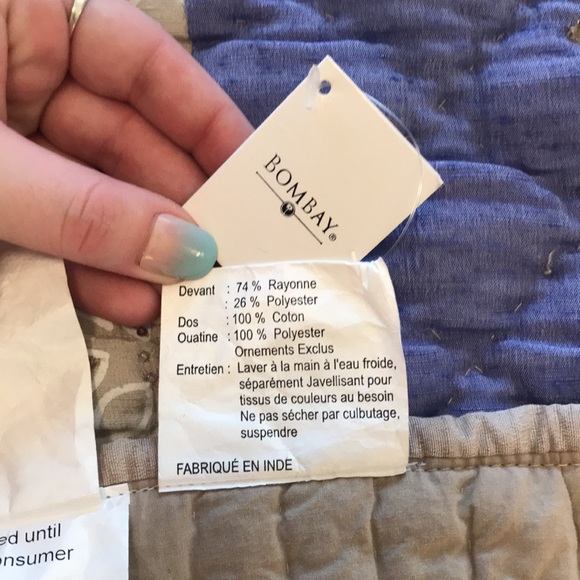 BOMBAY®
Devant : 74 % Rayonne
: 26 % Polyester
Dos : 100 % Coton
Ouatine : 100 % Polyester
Ornements Exclus
Entretien : Laver à la main à l'eau froide,
séparément Javellisant pour
tissus de couleurs au besoin
Ne pas sécher par culbutage,
suspendre
FABRIQUÉ EN INDE
ed until
onsumer